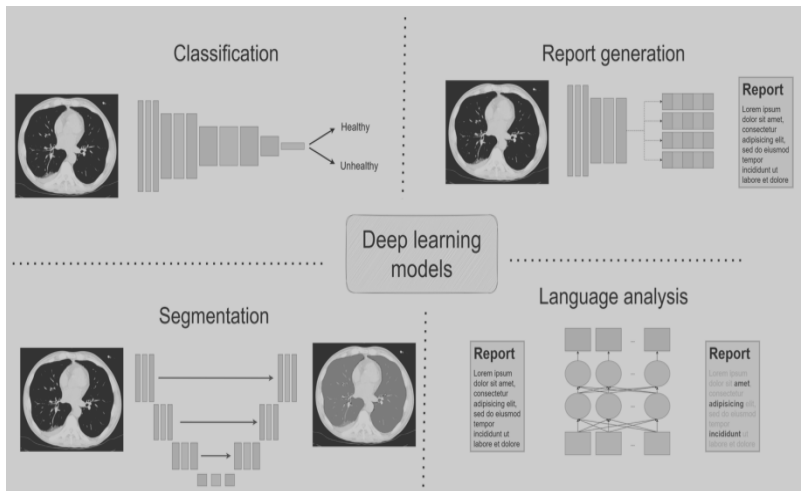 Classification
Healthy
Unhealthy
Report generation
Report
Lorem ipsum
dolor sit amet,
consectetur
adipisicing elit,
sed do eiusmod
tempor
incididunt ut
labore et dolore
Deep learning
models
Segmentation
Language analysis
Report
Lorem ipsum
dolor sit amet,
consectetur
adipisicing elit,
sed do eiusmod
tempor
incididunt ut
labore et dolore
Report
Lorem ipsum
dolor sit amet,
consectetur
adipisicing elit,
sed do eiusmod
tempor
incididunt ut
labore et dolore